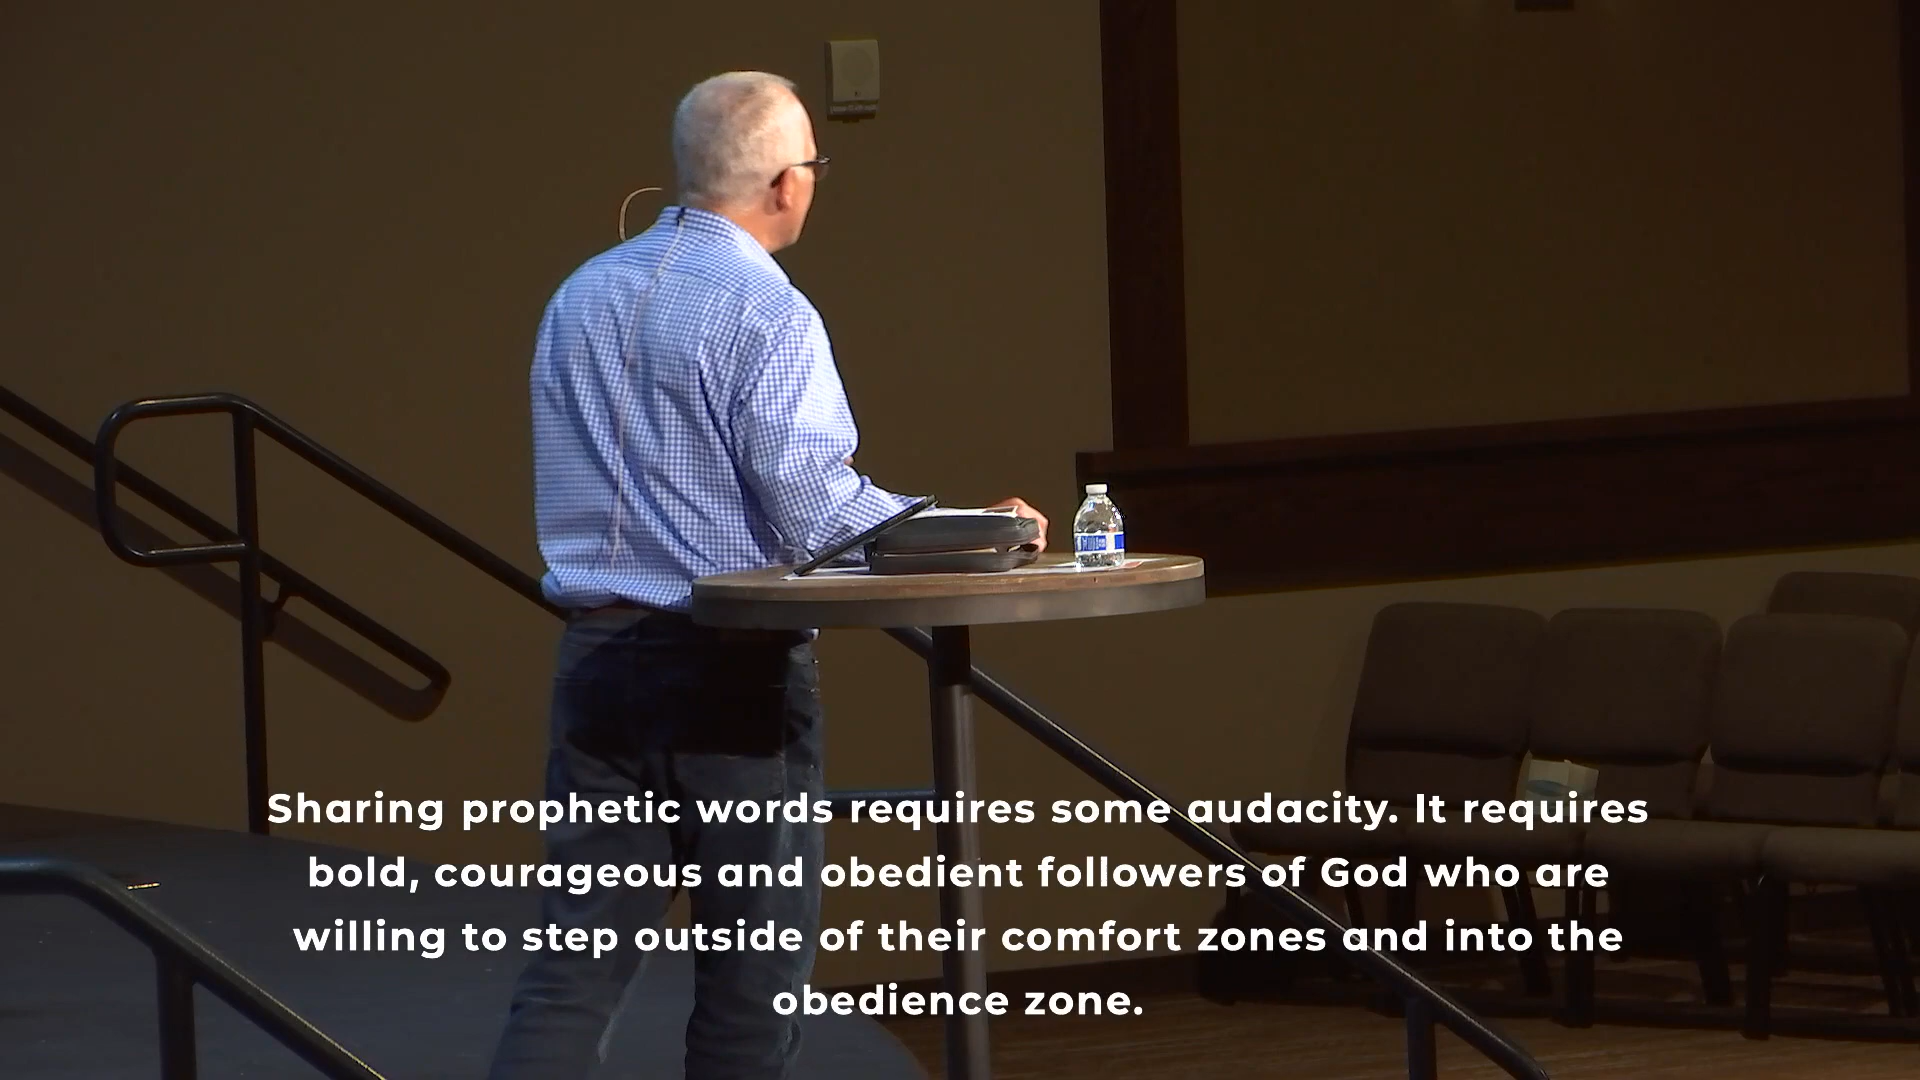 Sharing prophetic words requires some audacity. It requires
bold, courageous and obedient followers of God who are
willing to step outside of their comfort zones and into the
obedience zone.